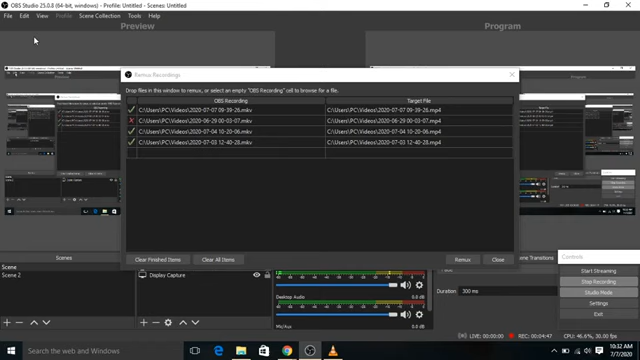 OBS Studio 25.0.8 (64-bit, windows) - Profile: Untitled - Scenes: Untitled
File Edit View Profile Scene Collection Tools Help
Preview
Program
Remux Recordings
Drop files in this window to remux, or select an empty "OBS Recording" cell to browse for a file.
OBS Recording Target File
C:/Users/PC/Videos/2020-07-07 09-39-26.mkv C:/Users/PC/Videos/2020-07-07 09-39-26.mp4
C:/Users/PC/Videos/2020-06-29 00-03-07.mkv C:/Users/PC/Videos/2020-06-29 00-03-07.mp4
C:/Users/PC/Videos/2020-07-04 10-20-06.mkv C:/Users/PC/Videos/2020-07-04 10-20-06.mp4
C:/Users/PC/Videos/2020-07-03 12-40-28.mkv C:/Users/PC/Videos/2020-07-03 12-40-28.mp4
Clear Finished Items Clear All Items Remux Close
Scenes
Scene Transitions
Controls
Scene
Scene 2
Display Capture
Desktop Audio 0.0 dB
Mic/Aux 0.0 dB
Duration 300 ms
Start Streaming
Stop Recording
Studio Mode
Settings
Exit
LIVE: 00:00:00 REC: 00:04:47 CPU: 46.6%, 30.00 fps
Search the web and Windows
10:32 AM
7/7/2020